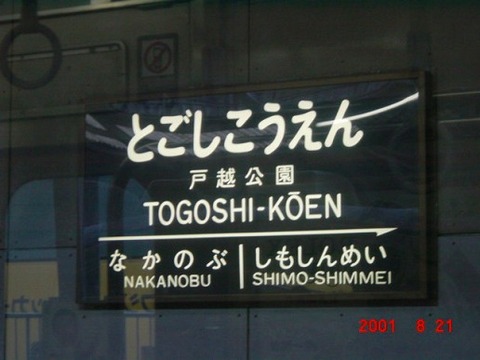 とごしこうえん
戸越公園
TOGOSHI-KŌEN
なかのぶ
NAKANOBU
しもしんめい
SHIMO-SHIMMEI
2001 8 21